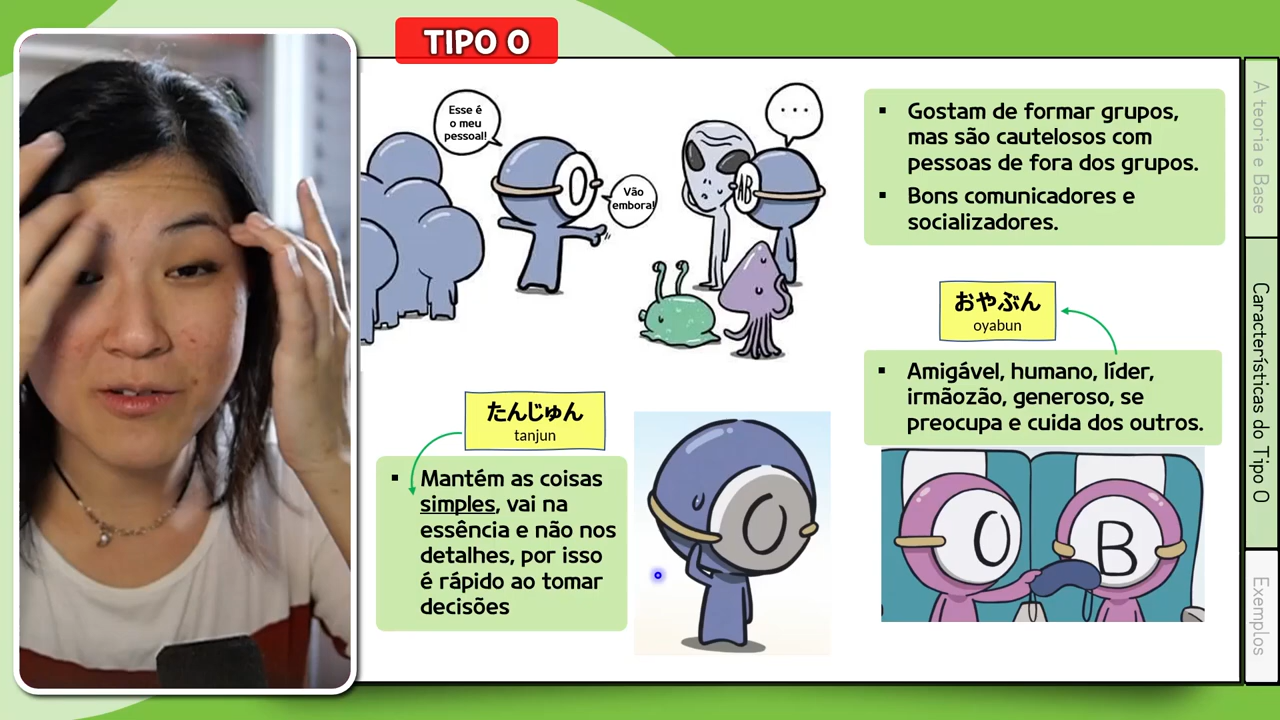 TIPO O
Esse é
o meu
pessoal!
Vão
embora!
...
O
AB
▪ Gostam de formar grupos,
mas são cautelosos com
pessoas de fora dos grupos.
▪ Bons comunicadores e
socializadores.
おやぶん
oyabun
▪ Amigável, humano, líder,
irmãozão, generoso, se
preocupa e cuida dos outros.
たんじゅん
tanjun
▪ Mantém as coisas
simples, vai na
essência e não nos
detalhes, por isso
é rápido ao tomar
decisões
O
O
B
A teoria e Base
Características do Tipo O
Exemplos